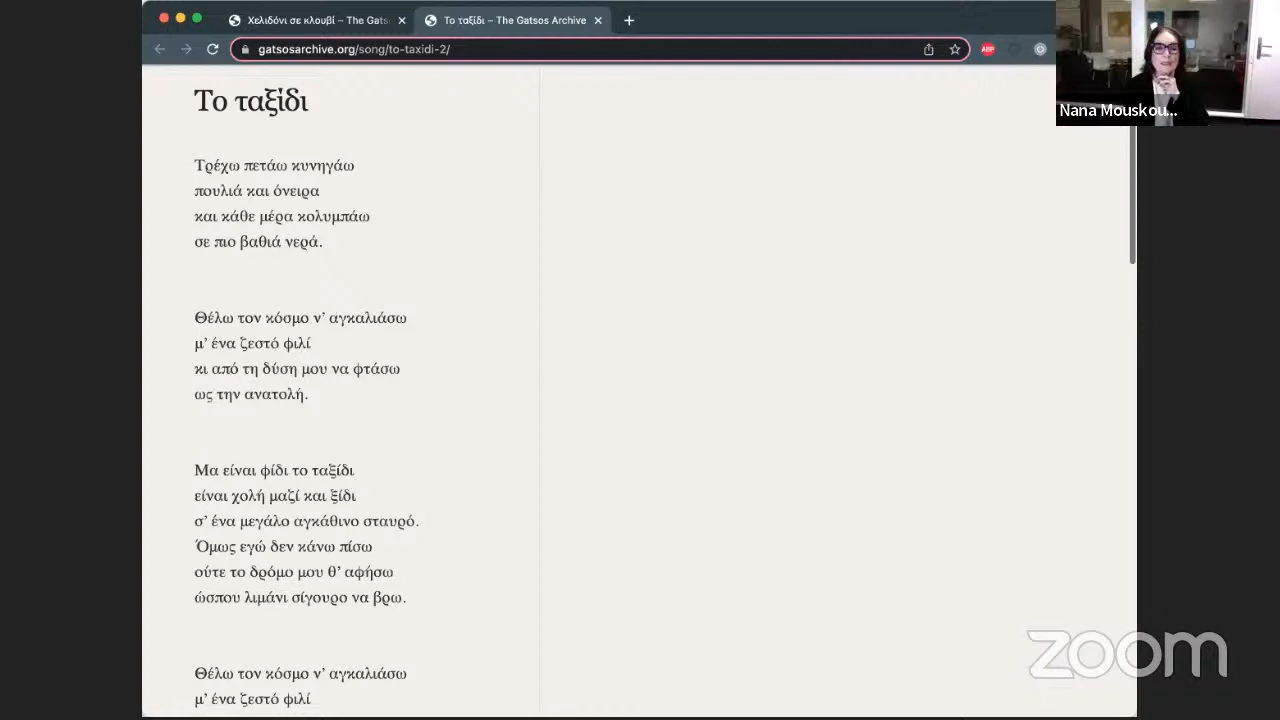 Χελιδόνι σε κλουβί – The Gats
Το ταξίδι – The Gatsos Archive
gatsosarchive.org/song/to-taxidi-2/
ABP
Nana Mouskou...
Το ταξίδι
Τρέχω πετάω κυνηγάω
πουλιά και όνειρα
και κάθε μέρα κολυμπάω
σε πιο βαθιά νερά.
Θέλω τον κόσμο ν’ αγκαλιάσω
μ’ ένα ζεστό φιλί
κι από τη δύση μου να φτάσω
ως την ανατολή.
Μα είναι φίδι το ταξίδι
είναι χολή μαζί και ξίδι
σ’ ένα μεγάλο αγκάθινο σταυρό.
Όμως εγώ δεν κάνω πίσω
ούτε το δρόμο μου θ’ αφήσω
ώσπου λιμάνι σίγουρο να βρω.
Θέλω τον κόσμο ν’ αγκαλιάσω
μ’ ένα ζεστό φιλί
zoom